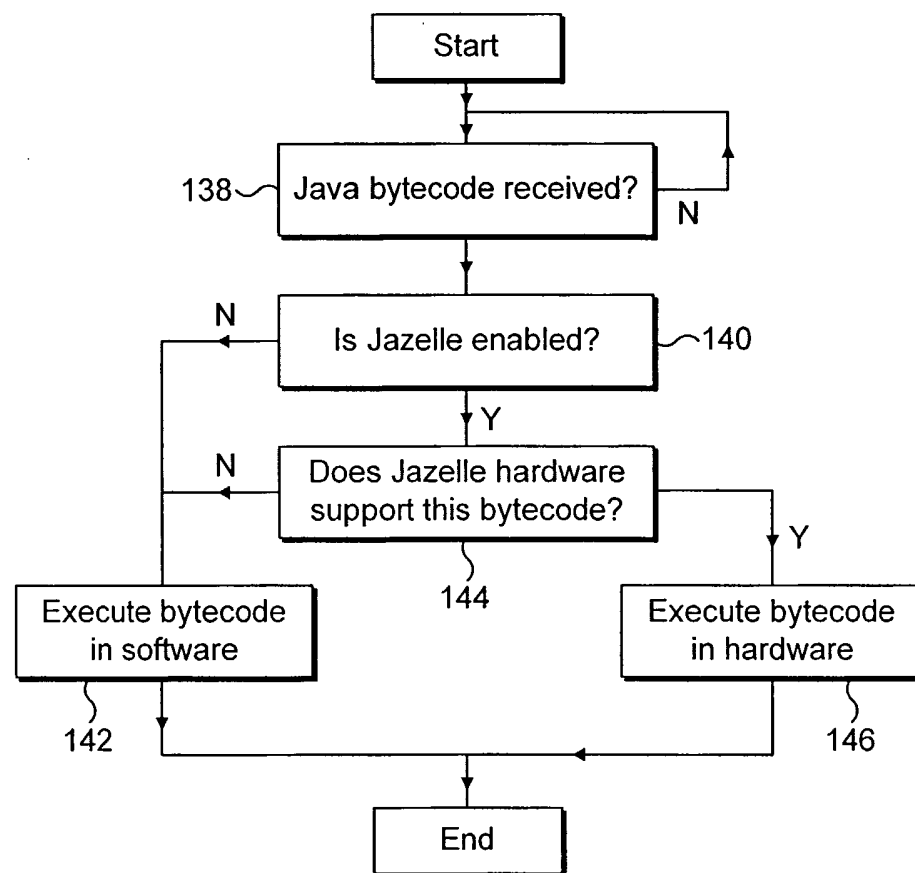 Start
138
Java bytecode received?
N
N
Is Jazelle enabled?
140
Y
N
Does Jazelle hardware
support this bytecode?
Y
144
Execute bytecode
in software
Execute bytecode
in hardware
142
146
End